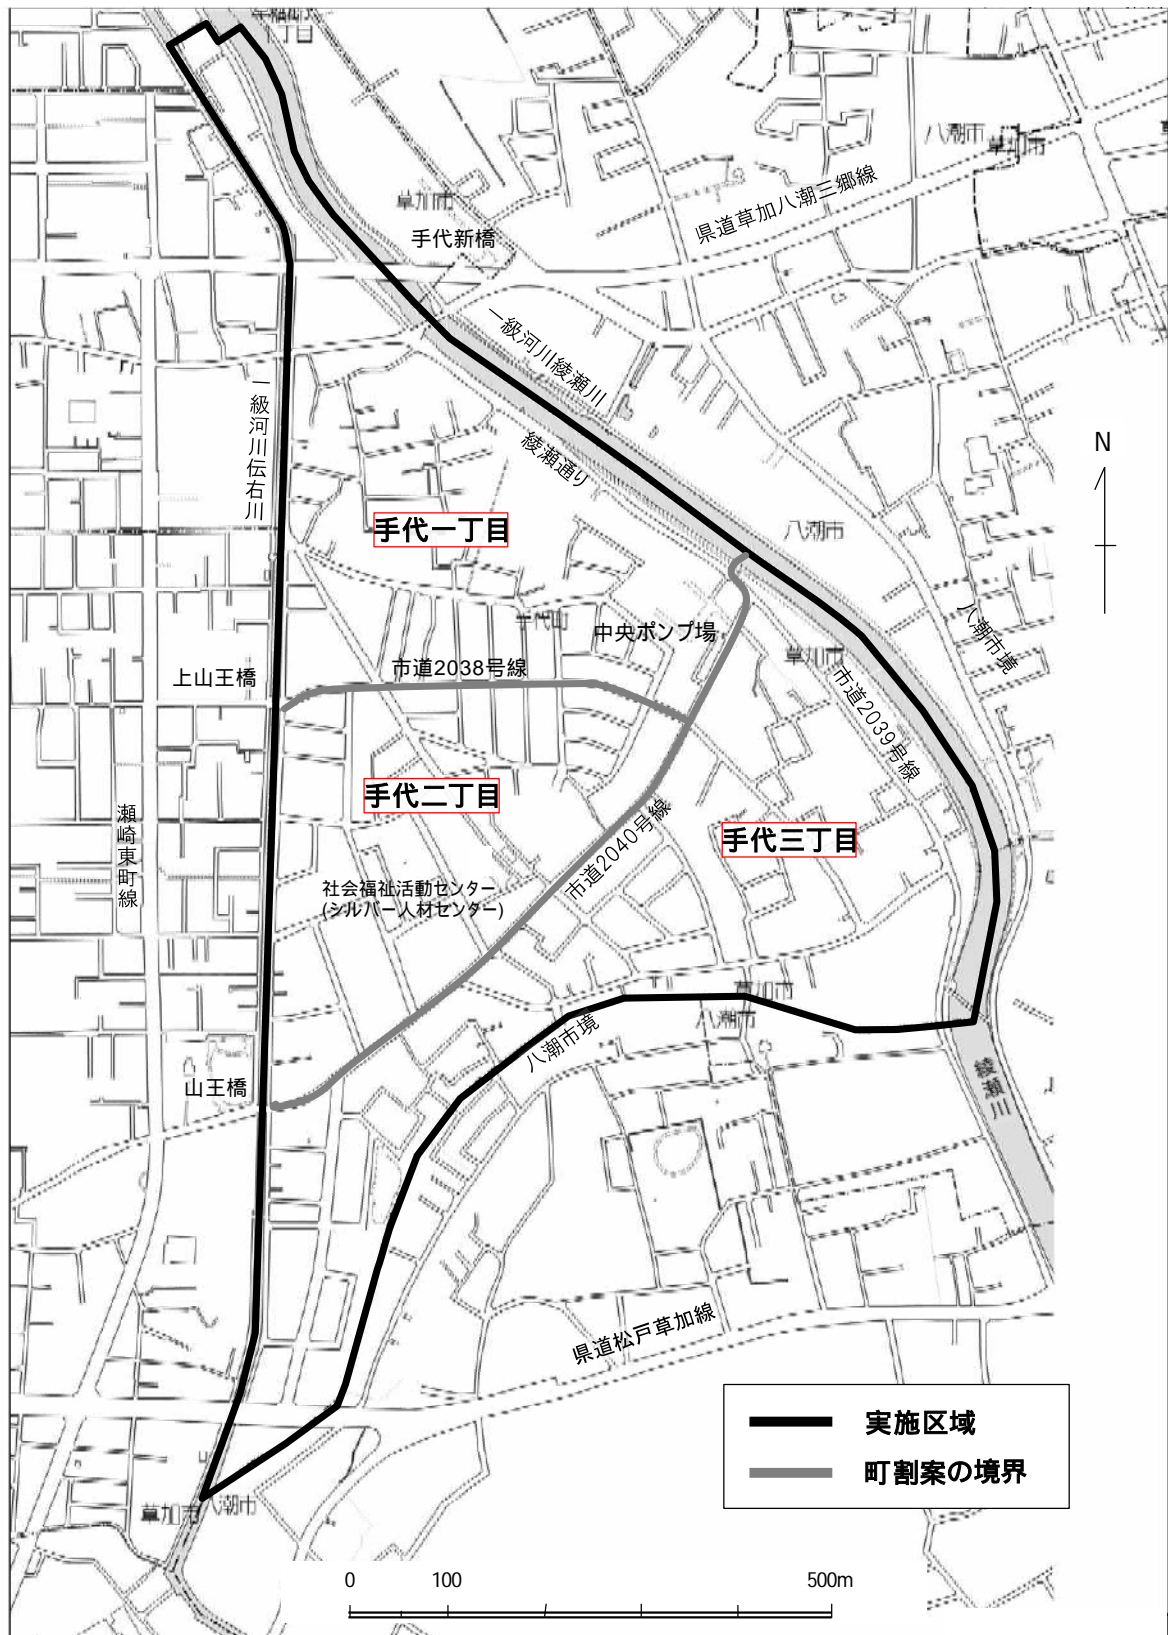 丁目
八潮市
草加市
県道草加八潮三郷線
草加市
手代新橋
一級河川綾瀬川
綾瀬通り
一級河川伝右川
N
手代一丁目
八潮市
八潮市境
手代町
中央ポンプ場
草加市
市道2038号線
上山王橋
市道2039号線
手代二丁目
市道2040号線
手代三丁目
瀬崎東町線
社会福祉活動センター
(シルバー人材センター)
草加市
八潮市
八潮市境
綾瀬川
山王橋
県道松戸草加線
実施区域
町割案の境界
草加市
八潮市
0 100 500m